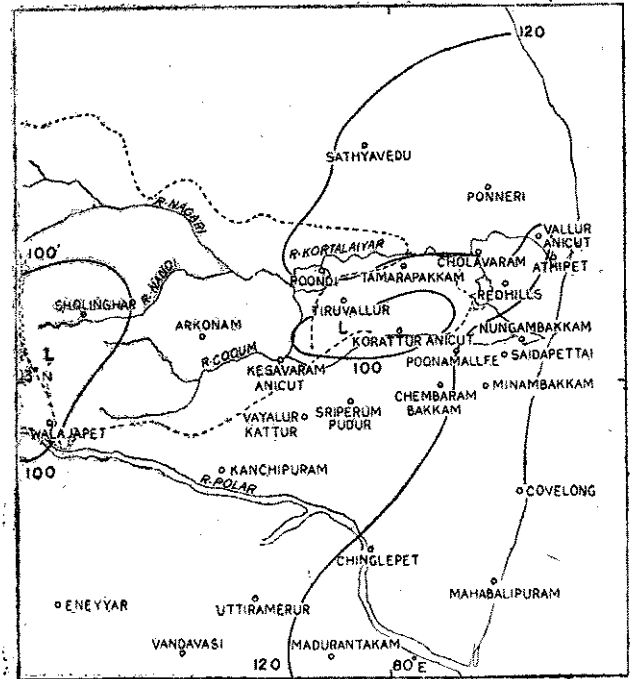 120
SATHYAVEDU
PONNERI
R-NAGARI
VALLUR
ANICUT
R-KORTALAIYAR
CHOLAVARAM
ATHIPET
100'
POONDI
TAMARAPAKKAM
R-NANDI
REDHILLS
SHOLINGHAR
TIRUVALLUR
ARKONAM
L
KORATTUR ANICUT
NUNGAMBAKKAM
R-COOUM
100
POONAMALLFE
SAIDAPETTAI
L
KESAVARAM
ANICUT
CHEMBARAM
BAKKAM
MINAMBAKKAM
WALAJAPET
VAYALUR
KATTUR
SRIPERUM
PUDUR
100
KANCHIPURAM
R-POLAR
COVELONG
CHINGLEPET
MAHABALIPURAM
ENEYYAR
UTTIRAMERUR
VANDAVASI
MADURANTAKAM
120
80°E